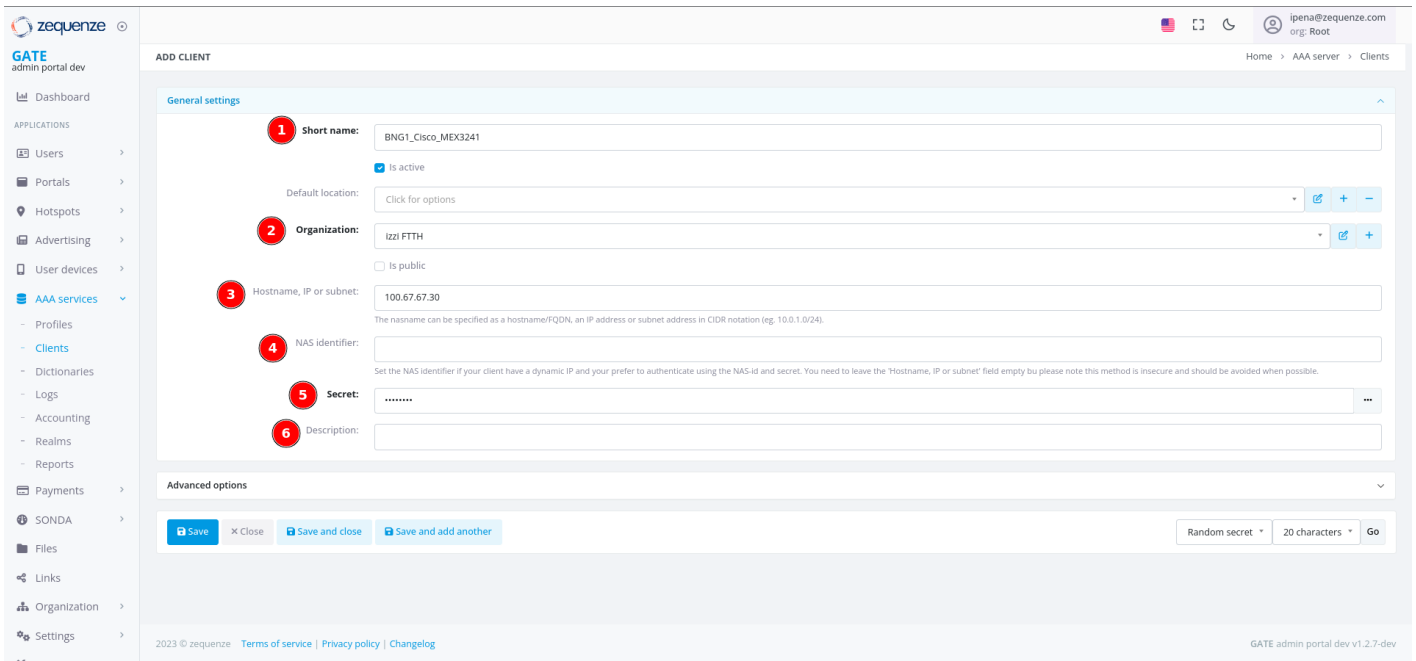 zequenze
ipena@zequenze.com
org: Root
GATE
admin portal dev
ADD CLIENT
Home > AAA server > Clients
Dashboard
APPLICATIONS
Users
Portals
Hotspots
Advertising
User devices
AAA services
- Profiles
- Clients
- Dictionaries
- Logs
- Accounting
- Realms
- Reports
Payments
SONDA
Files
Links
Organization
Settings
General settings
1 Short name: BNG1_Cisco_MEX3241
Is active
Default location: Click for options
2 Organization: izzi FTTH
Is public
3 Hostname, IP or subnet: 100.67.67.30
The nasname can be specified as a hostname/FQDN, an IP address or subnet address in CIDR notation (eg. 10.0.1.0/24).
4 NAS identifier:
Set the NAS identifier if your client have a dynamic IP and your prefer to authenticate using the NAS-id and secret. You need to leave the 'Hostname, IP or subnet' field empty bu please note this method is insecure and should be avoided when possible.
5 Secret: ••••••••
6 Description:
Advanced options
Save × Close Save and close Save and add another Random secret 20 characters Go
2023 © zequenze Terms of service | Privacy policy | Changelog
GATE admin portal dev v1.2.7-dev